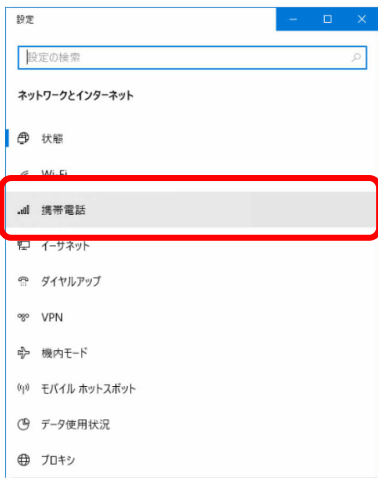 設定
設定の検索
ネットワークとインターネット
状態
Wi-Fi
携帯電話
イーサネット
ダイヤルアップ
VPN
機内モード
モバイル ホットスポット
データ使用状況
プロキシ